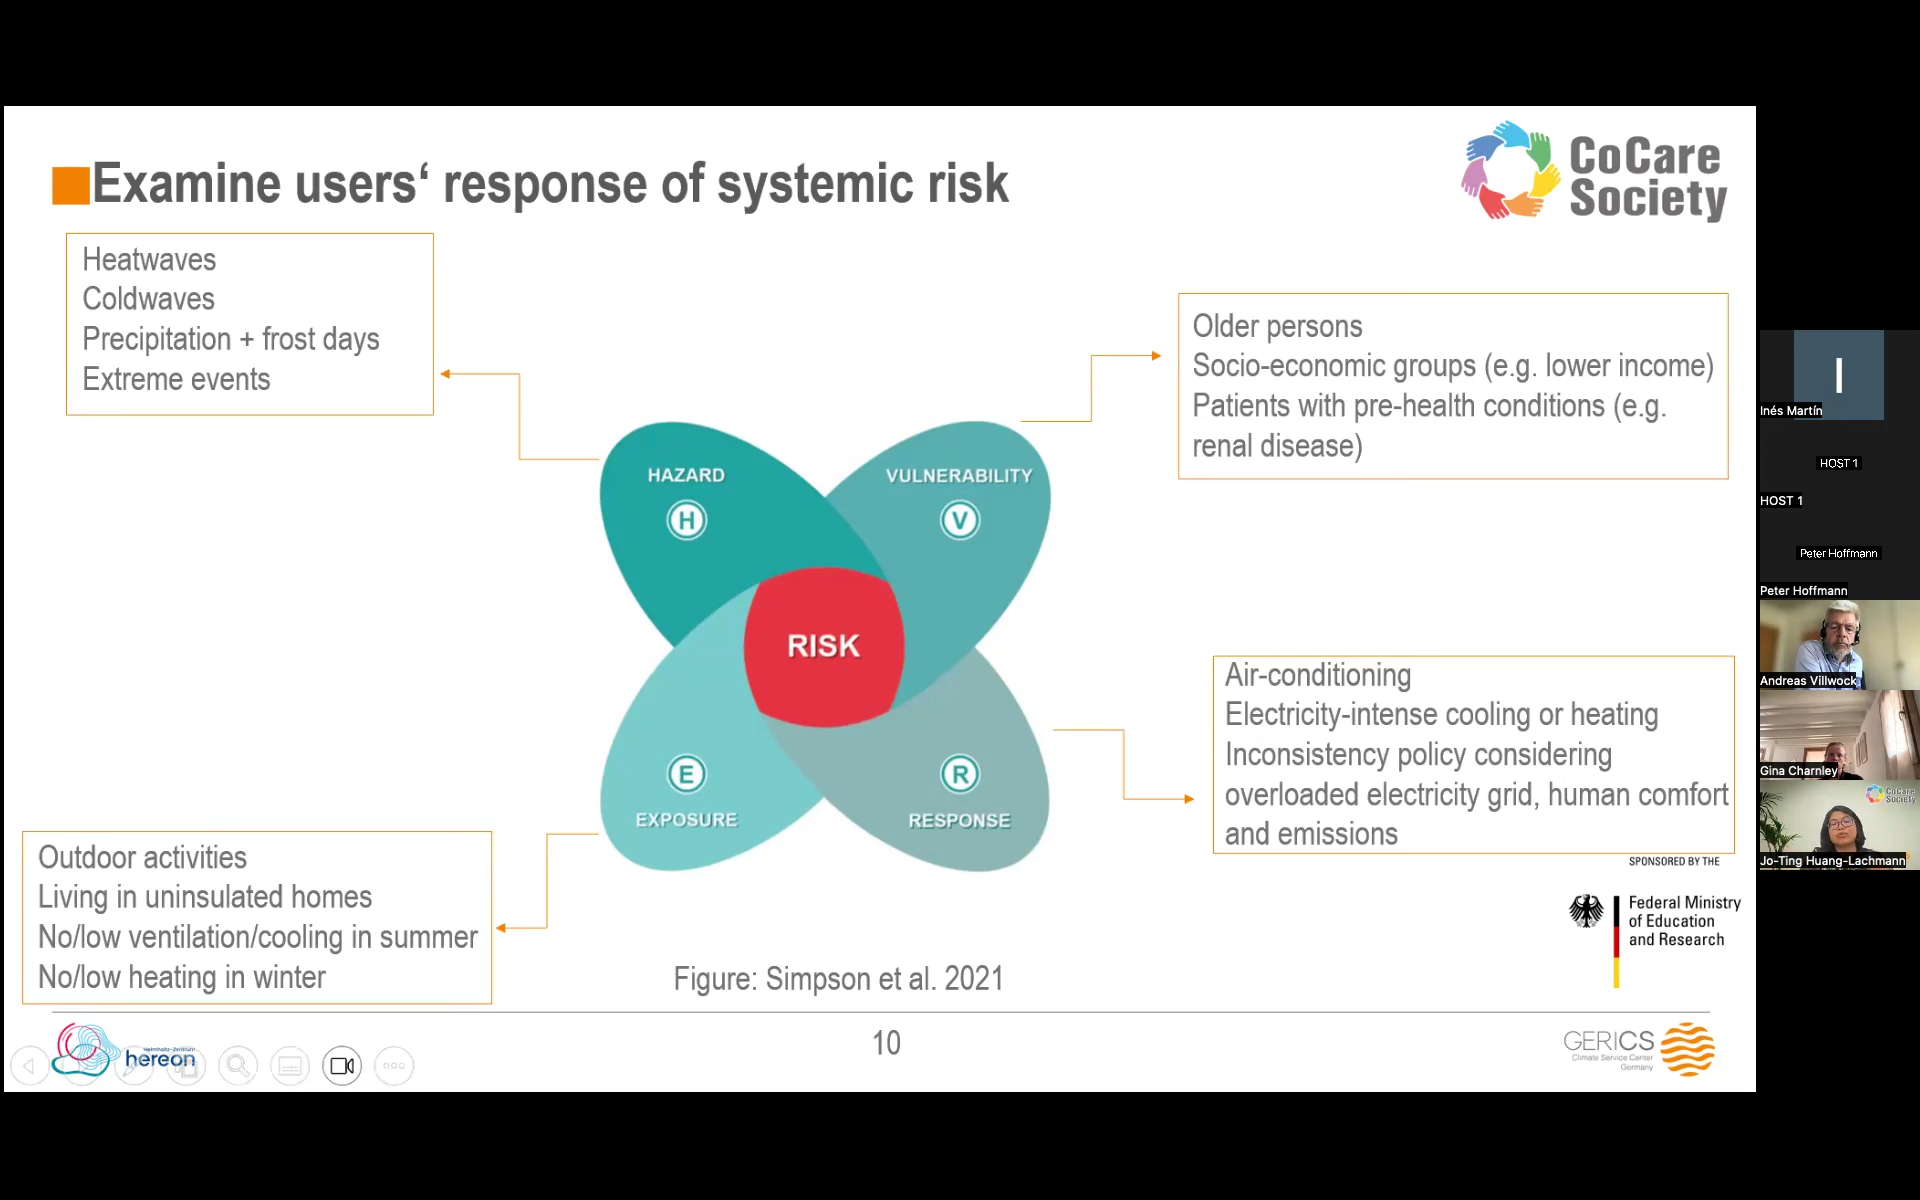 Examine users‘ response of systemic risk
CoCare
Society
Heatwaves
Coldwaves
Precipitation + frost days
Extreme events
Older persons
Socio-economic groups (e.g. lower income)
Patients with pre-health conditions (e.g.
renal disease)
HAZARD
H
VULNERABILITY
V
RISK
E
EXPOSURE
R
RESPONSE
Air-conditioning
Electricity-intense cooling or heating
Inconsistency policy considering
overloaded electricity grid, human comfort
and emissions
Outdoor activities
Living in uninsulated homes
No/low ventilation/cooling in summer
No/low heating in winter
Figure: Simpson et al. 2021
SPONSORED BY THE
Federal Ministry
of Education
and Research
Helmholtz-Zentrum
hereon
10
GERICS
Climate Service Center
Germany
I
Inés Martín
HOST 1
HOST 1
Peter Hoffmann
Peter Hoffmann
Andreas Villwock
Gina Charnley
CoCare
Society
Jo-Ting Huang-Lachmann